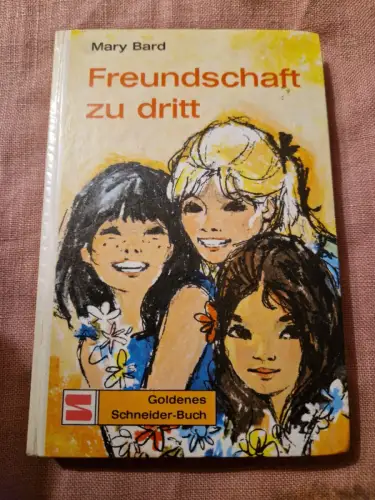 Mary Bard
Freundschaft
zu dritt
Goldenes
Schneider-Buch